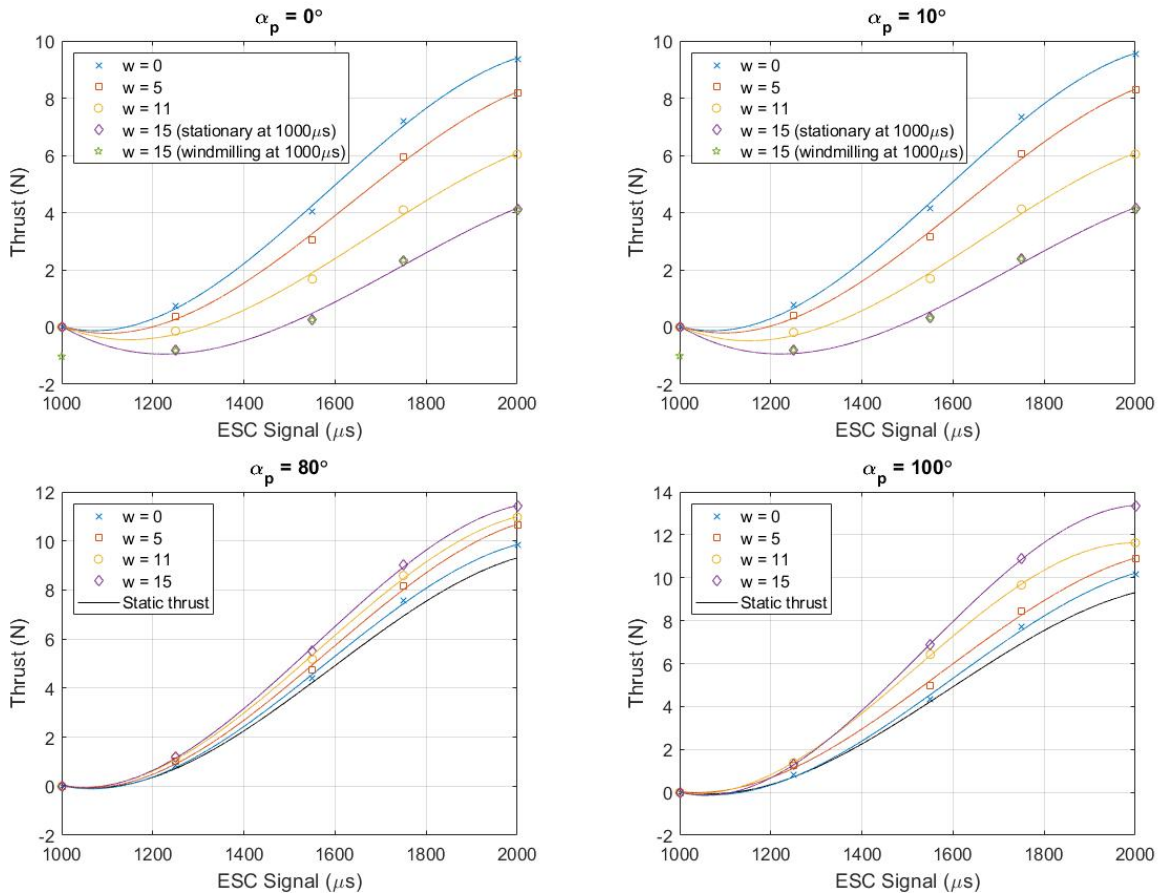 α_p = 0°
10
8
6
4
2
0
-2
Thrust (N)
w = 0
w = 5
w = 11
w = 15 (stationary at 1000μs)
w = 15 (windmilling at 1000μs)
1000 1200 1400 1600 1800 2000
ESC Signal (μs)
α_p = 10°
10
8
6
4
2
0
-2
Thrust (N)
w = 0
w = 5
w = 11
w = 15 (stationary at 1000μs)
w = 15 (windmilling at 1000μs)
1000 1200 1400 1600 1800 2000
ESC Signal (μs)
α_p = 80°
12
10
8
6
4
2
0
-2
Thrust (N)
w = 0
w = 5
w = 11
w = 15
Static thrust
1000 1200 1400 1600 1800 2000
ESC Signal (μs)
α_p = 100°
14
12
10
8
6
4
2
0
-2
Thrust (N)
w = 0
w = 5
w = 11
w = 15
Static thrust
1000 1200 1400 1600 1800 2000
ESC Signal (μs)